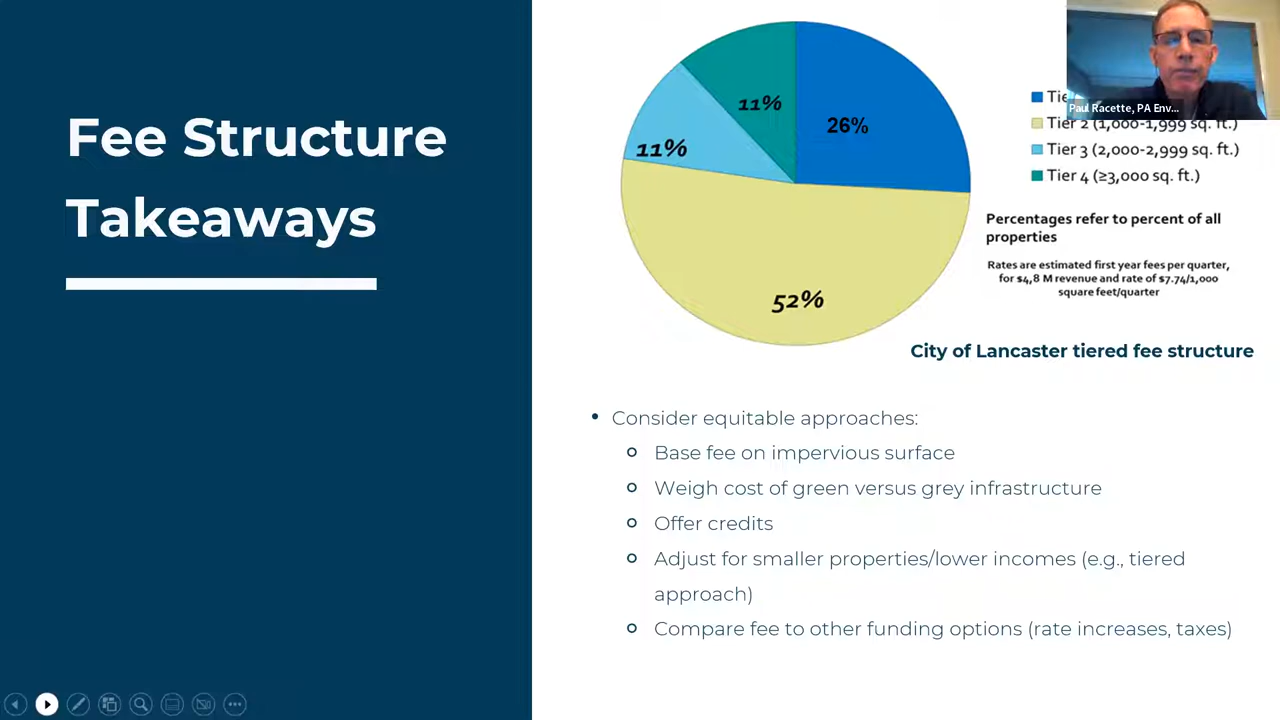 Fee Structure
Takeaways
11%
26%
11%
52%
Paul Racette, PA Env...
Tier 2 (1,000-1,999 sq. ft.)
Tier 3 (2,000-2,999 sq. ft.)
Tier 4 (≥3,000 sq. ft.)
Percentages refer to percent of all
properties
Rates are estimated first year fees per quarter,
for $4,8 M revenue and rate of $7.74/1,000
square feet/quarter
City of Lancaster tiered fee structure
• Consider equitable approaches:
o Base fee on impervious surface
o Weigh cost of green versus grey infrastructure
o Offer credits
o Adjust for smaller properties/lower incomes (e.g., tiered
approach)
o Compare fee to other funding options (rate increases, taxes)